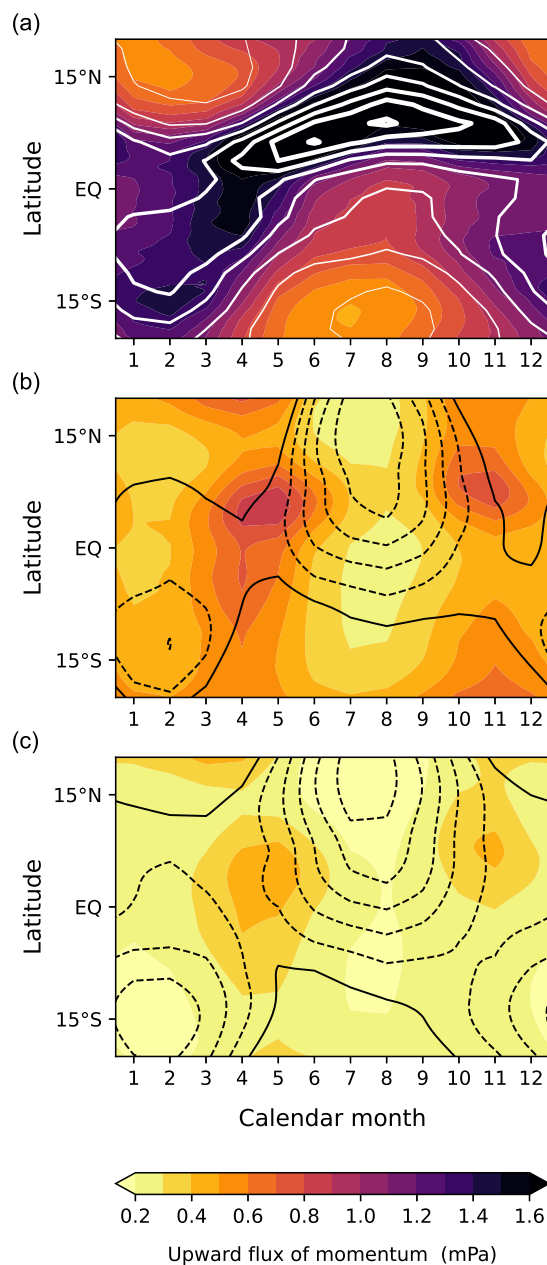 (a)
15°N
EQ
15°S
Latitude
1 2 3 4 5 6 7 8 9 10 11 12
(b)
15°N
EQ
15°S
Latitude
1 2 3 4 5 6 7 8 9 10 11 12
(c)
15°N
EQ
15°S
Latitude
1 2 3 4 5 6 7 8 9 10 11 12
Calendar month
0.2 0.4 0.6 0.8 1.0 1.2 1.4 1.6
Upward flux of momentum (mPa)